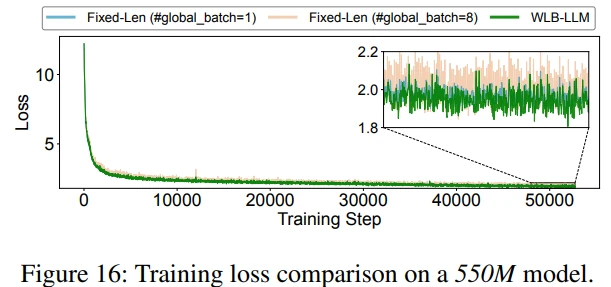 Fixed-Len (#global_batch=1) Fixed-Len (#global_batch=8) WLB-LLM
Loss
10
5
2.2
2.0
1.8
0 10000 20000 30000 40000 50000
Training Step
Figure 16: Training loss comparison on a 550M model.